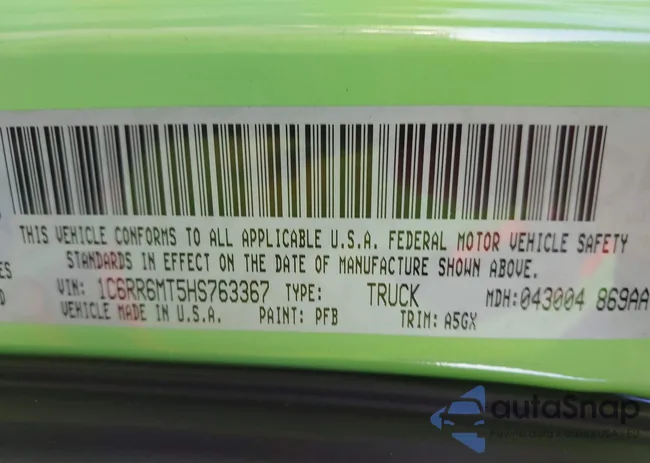 THIS VEHICLE CONFORMS TO ALL APPLICABLE U.S.A. FEDERAL MOTOR VEHICLE SAFETY
ES STANDARDS IN EFFECT ON THE DATE OF MANUFACTURE SHOWN ABOVE.
VIN: 1C6RR6MT5HS763367 TYPE: TRUCK MDH:043004 869AA
VEHICLE MADE IN U.S.A. PAINT: PFB TRIM: A5GX
autoSnap